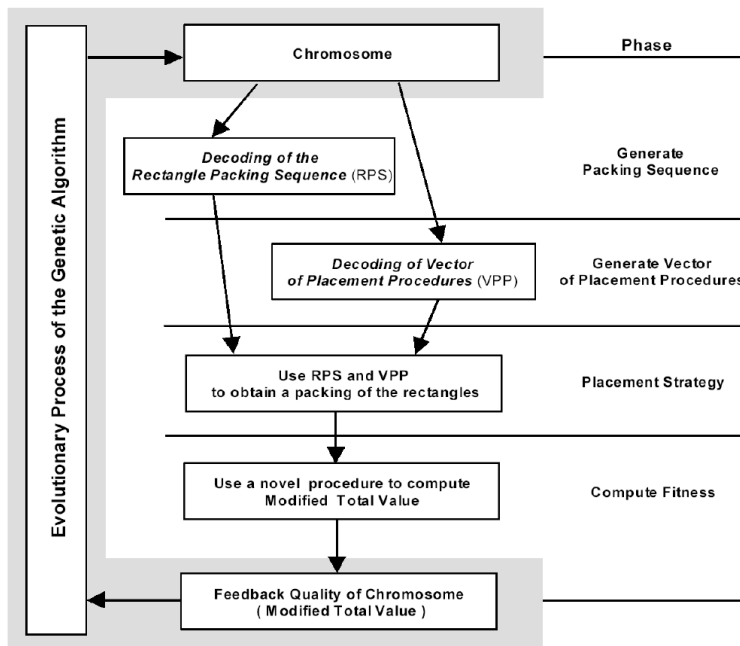 Evolutionary Process of the Genetic Algorithm
Chromosome
Phase
Decoding of the
Rectangle Packing Sequence (RPS)
Generate
Packing Sequence
Decoding of Vector
of Placement Procedures (VPP)
Generate Vector
of Placement Procedures
Use RPS and VPP
to obtain a packing of the rectangles
Placement Strategy
Use a novel procedure to compute
Modified Total Value
Compute Fitness
Feedback Quality of Chromosome
( Modified Total Value )